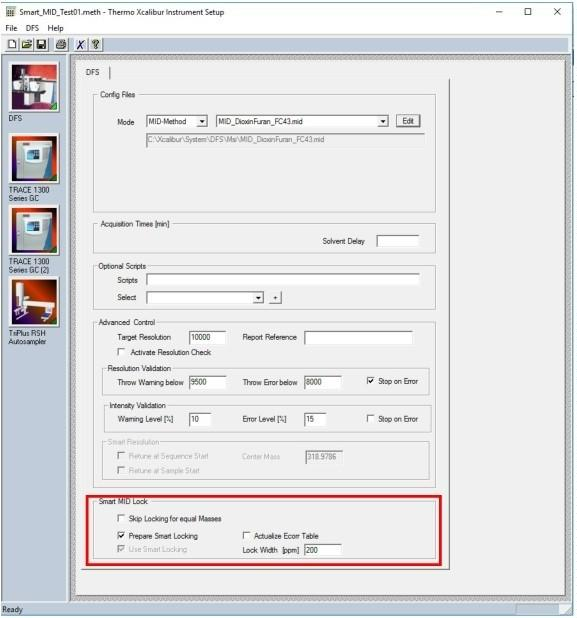 Smart_MID_Test01.meth - Thermo Xcalibur Instrument Setup
File DFS Help
DFS
TRACE 1300
Series GC
TRACE 1300
Series GC (2)
TriPlus RSH
Autosampler
DFS
Config Files
Mode MID-Method MID_DioxinFuran_FC43.mid Edit
C:\Xcalibur\System\DFS\Msi\MID_DioxinFuran_FC43.mid
Acquisition Times [min]
Solvent Delay
Optional Scripts
Scripts
Select +
Advanced Control
Target Resolution 10000 Report Reference
Activate Resolution Check
Resolution Validation
Throw Warning below 9500 Throw Error below 8000 Stop on Error
Intensity Validation
Warning Level [%] 10 Error Level [%] 15 Stop on Error
Smart Resolution
Retune at Sequence Start Center Mass 318.9786
Retune at Sample Start
Smart MID Lock
Skip Locking for equal Masses
Prepare Smart Locking Actualize Ecorr Table
Use Smart Locking Lock Width [ppm] 200
Ready